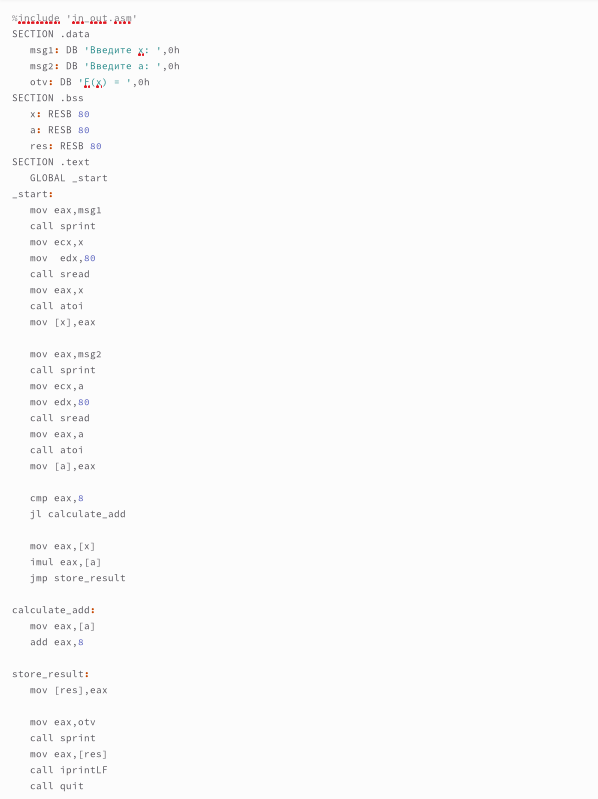 %include 'in_out.asm'
SECTION .data
msg1: DB 'Введите x: ',0h
msg2: DB 'Введите a: ',0h
otv: DB 'F(x) = ',0h
SECTION .bss
x: RESB 80
a: RESB 80
res: RESB 80
SECTION .text
GLOBAL _start
_start:
mov eax,msg1
call sprint
mov ecx,x
mov  edx,80
call sread
mov eax,x
call atoi
mov [x],eax
mov eax,msg2
call sprint
mov ecx,a
mov edx,80
call sread
mov eax,a
call atoi
mov [a],eax
cmp eax,8
jl calculate_add
mov eax,[x]
imul eax,[a]
jmp store_result
calculate_add:
mov eax,[a]
add eax,8
store_result:
mov [res],eax
mov eax,otv
call sprint
mov eax,[res]
call iprintLF
call quit